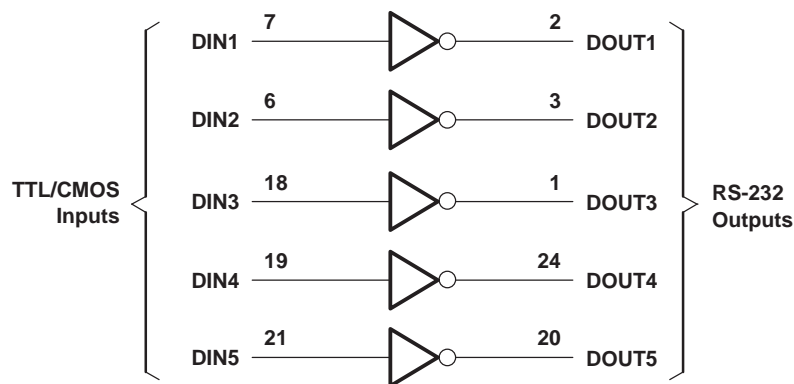 DIN1 7 2 DOUT1
DIN2 6 3 DOUT2
TTL/CMOS
Inputs
DIN3 18 1 DOUT3
RS-232
Outputs
DIN4 19 24 DOUT4
DIN5 21 20 DOUT5